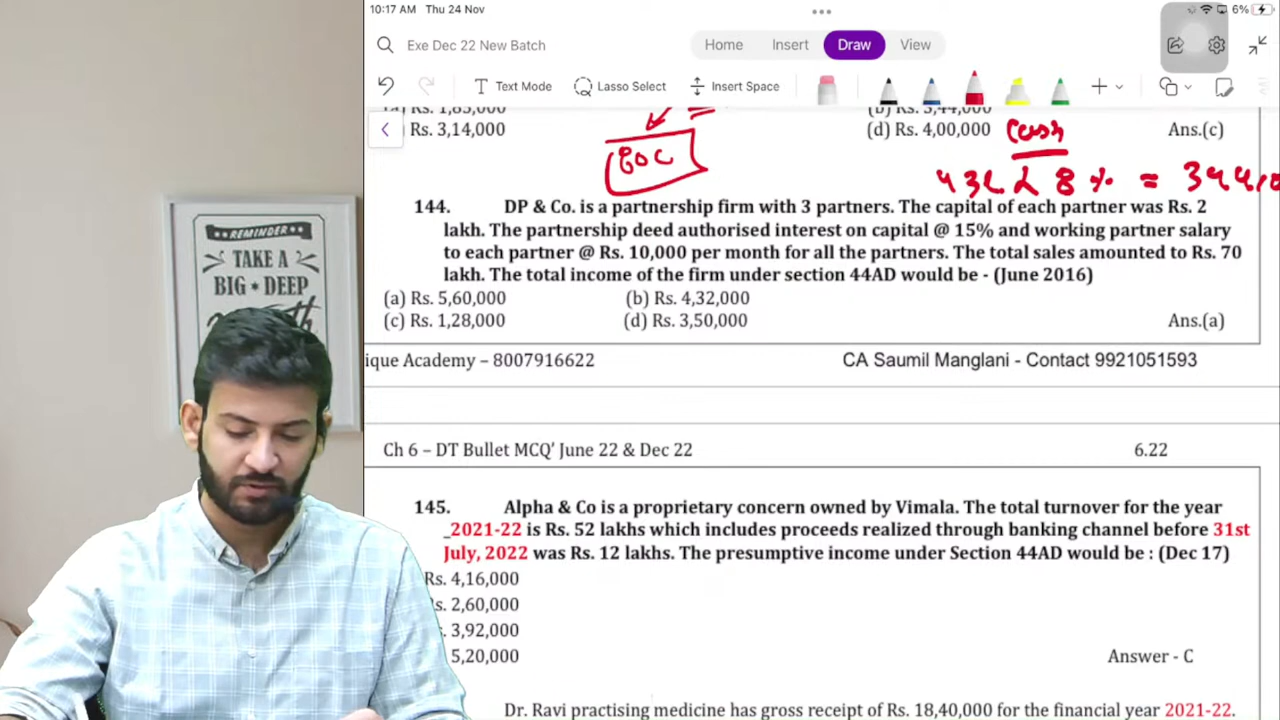 10:17 AM Thu 24 Nov
6%
Exe Dec 22 New Batch
Home Insert Draw View
Text Mode Lasso Select Insert Space
Rs. 3,14,000
(d) Rs. 4,00,000
Ans.(c)
Cash
8% =
144. DP & Co. is a partnership firm with 3 partners. The capital of each partner was Rs. 2
lakh. The partnership deed authorised interest on capital @ 15% and working partner salary
to each partner @ Rs. 10,000 per month for all the partners. The total sales amounted to Rs. 70
lakh. The total income of the firm under section 44AD would be - (June 2016)
(a) Rs. 5,60,000 (b) Rs. 4,32,000
(c) Rs. 1,28,000 (d) Rs. 3,50,000
Ans.(a)
ique Academy – 8007916622
CA Saumil Manglani - Contact 9921051593
Ch 6 – DT Bullet MCQ' June 22 & Dec 22
6.22
145. Alpha & Co is a proprietary concern owned by Vimala. The total turnover for the year
_2021-22 is Rs. 52 lakhs which includes proceeds realized through banking channel before 31st
July, 2022 was Rs. 12 lakhs. The presumptive income under Section 44AD would be : (Dec 17)
Rs. 4,16,000
s. 2,60,000
. 3,92,000
5,20,000
Answer - C
Dr. Ravi practising medicine has gross receipt of Rs. 18,40,000 for the financial year 2021-22.
REMINDER
TAKE A
BIG DEEP